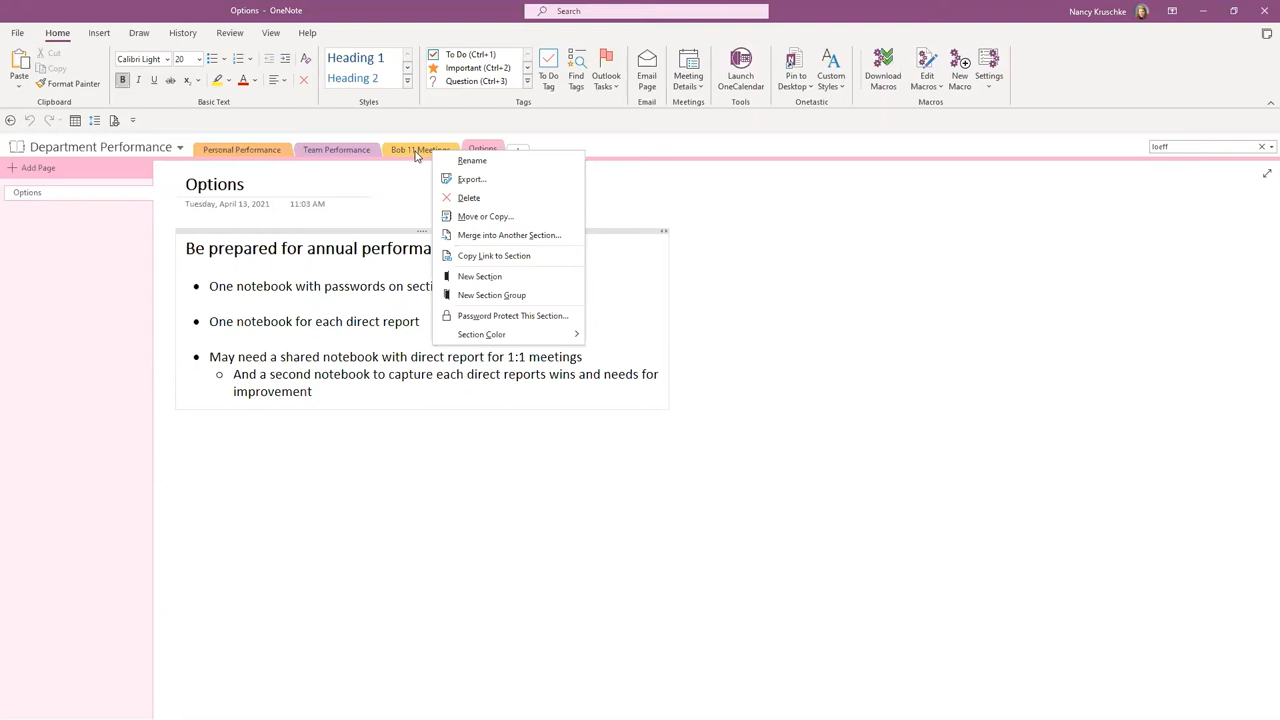 Options - OneNote
Search
Nancy Kruschke
File Home Insert Draw History Review View Help
Paste
Cut
Copy
Format Painter
Clipboard
Calibri Light 20
Basic Text
Heading 1
Heading 2
Styles
To Do (Ctrl+1)
Important (Ctrl+2)
Question (Ctrl+3)
To Do Tag
Find Tags
Outlook Tasks
Tags
Email Page
Email
Meeting Details
Meetings
Launch OneCalendar
Tools
Pin to Desktop
Custom Styles
Onetastic
Download Macros
Edit Macros
New Macro
Settings
Macros
Department Performance
Personal Performance
Team Performance
Bob 11 Meetings
Options
loeff
Add Page
Options
Options
Tuesday, April 13, 2021 11:03 AM
Be prepared for annual performa
• One notebook with passwords on secti
• One notebook for each direct report
• May need a shared notebook with direct report for 1:1 meetings
○ And a second notebook to capture each direct reports wins and needs for
improvement
Rename
Export...
Delete
Move or Copy...
Merge into Another Section...
Copy Link to Section
New Section
New Section Group
Password Protect This Section...
Section Color